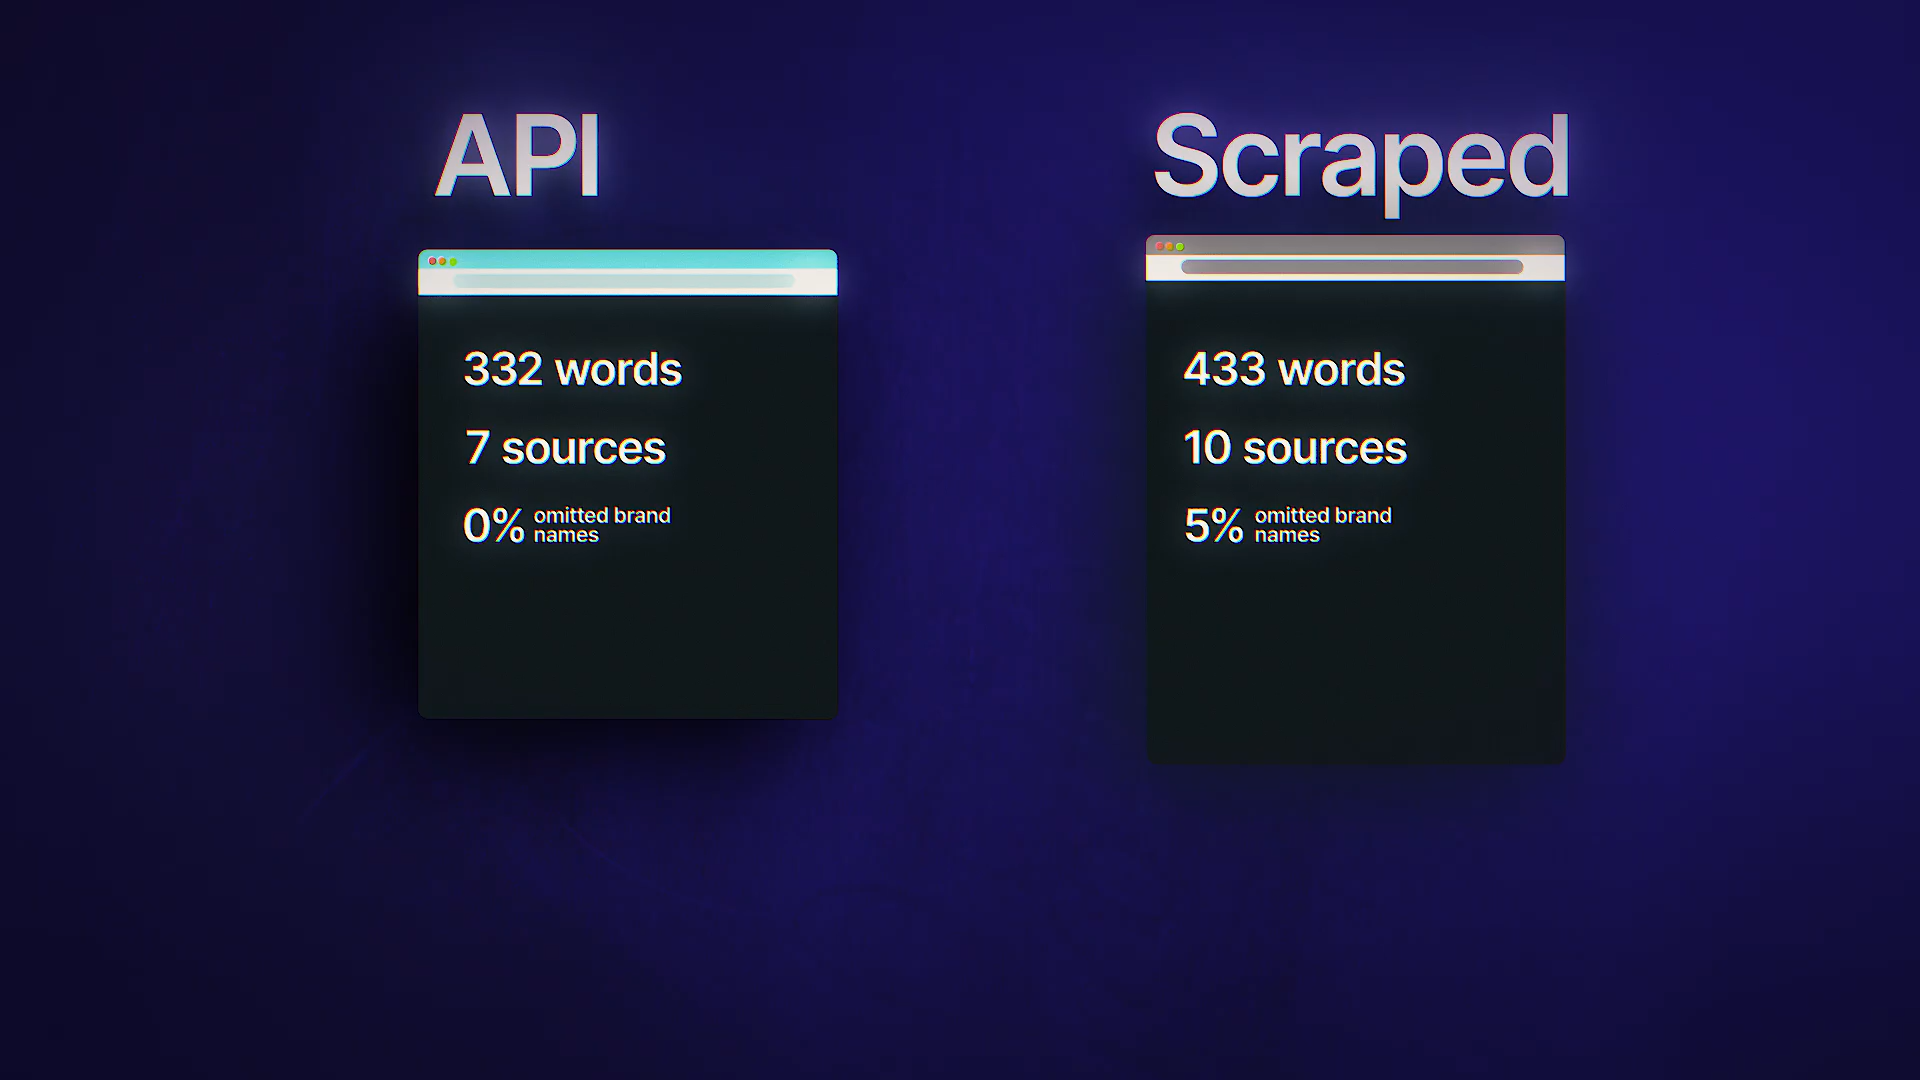 API
332 words
7 sources
0% omitted brand
names
Scraped
433 words
10 sources
5% omitted brand
names